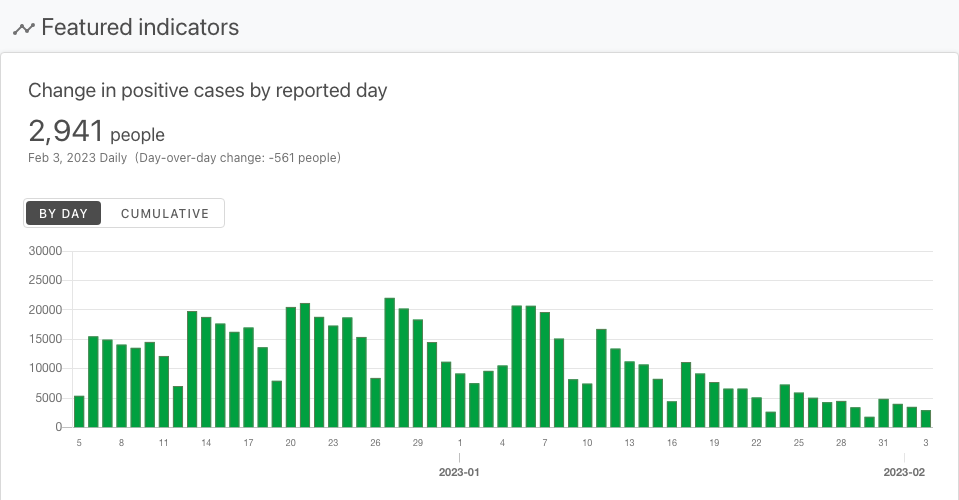 Featured indicators
Change in positive cases by reported day
2,941 people
Feb 3, 2023 Daily (Day-over-day change: -561 people)
BY DAY CUMULATIVE
30000
25000
20000
15000
10000
5000
0
5 8 11 14 17 20 23 26 29 1 4 7 10 13 16 19 22 25 28 31 3
2023-01 2023-02